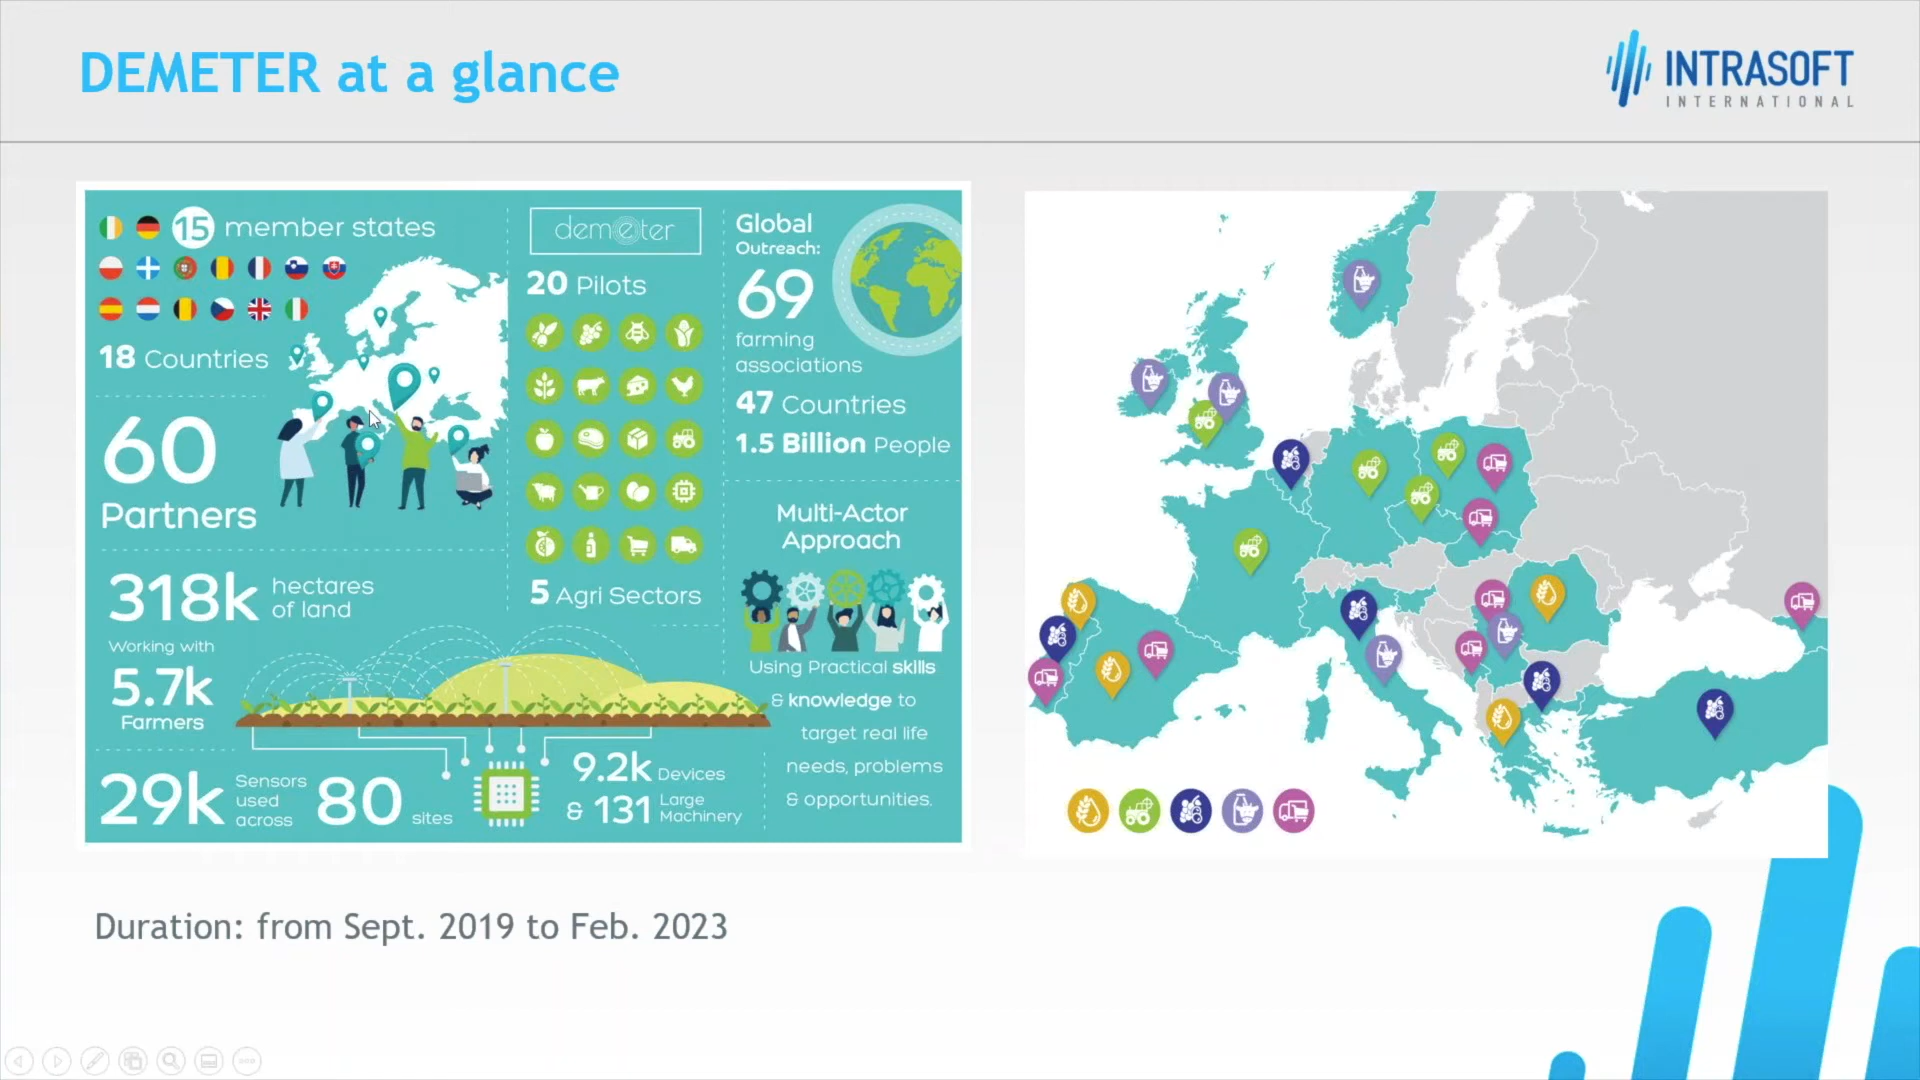 DEMETER at a glance
INTRASOFT
INTERNATIONAL
15 member states
18 Countries
60
Partners
318k hectares
of land
Working with
5.7k
Farmers
29k Sensors
used
across
80 sites
demeter
20 Pilots
5 Agri Sectors
9.2k Devices
& 131 Large
Machinery
Global
Outreach:
69
farming
associations
47 Countries
1.5 Billion People
Multi-Actor
Approach
Using Practical skills
& knowledge to
target real life
needs, problems
& opportunities.
Duration: from Sept. 2019 to Feb. 2023